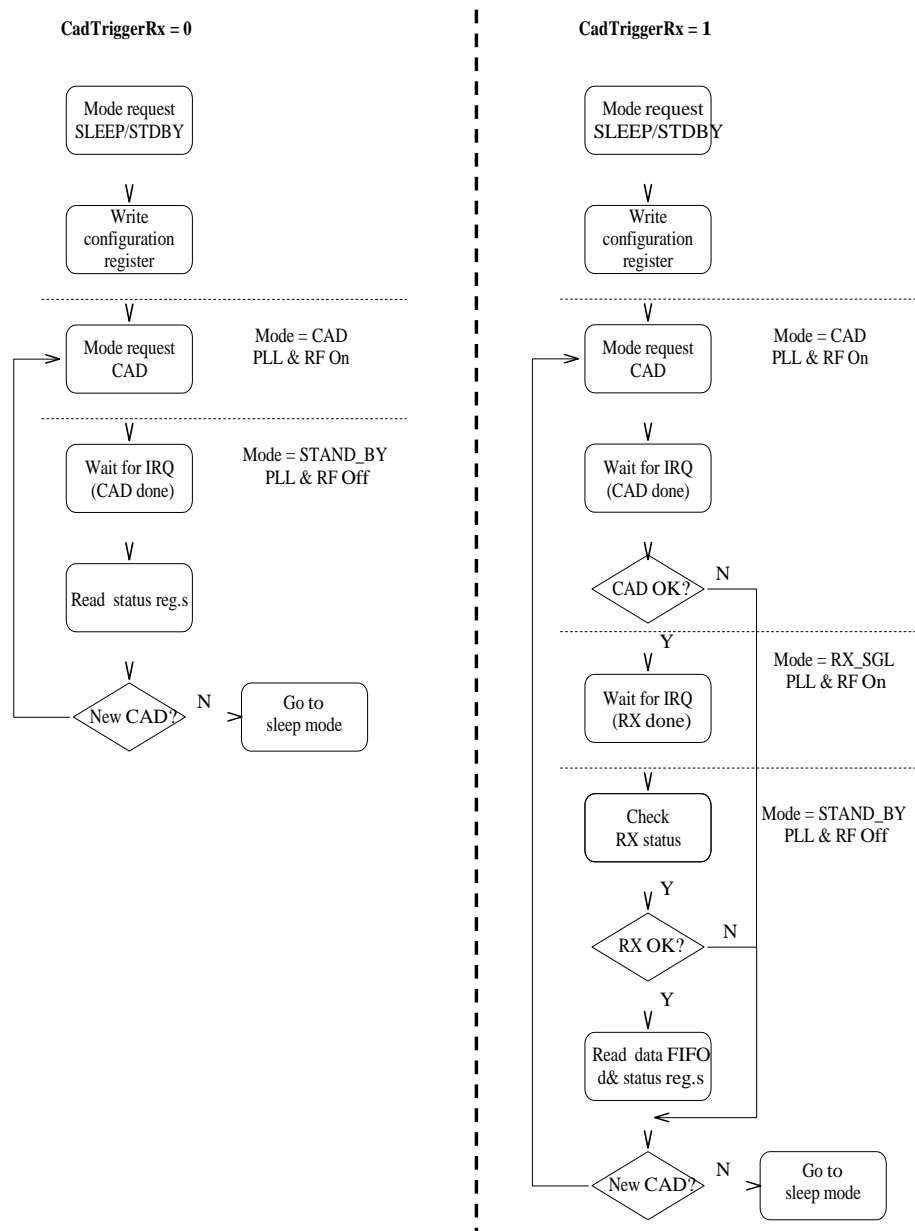 CadTriggerRx = 0
Mode request
SLEEP/STDBY
Write
configuration
register
Mode request
CAD
Mode = CAD
PLL & RF On
Wait for IRQ
(CAD done)
Mode = STAND_BY
PLL & RF Off
Read status reg.s
New CAD?
N
Go to
sleep mode
CadTriggerRx = 1
Mode request
SLEEP/STDBY
Write
configuration
register
Mode request
CAD
Mode = CAD
PLL & RF On
Wait for IRQ
(CAD done)
CAD OK?
N
Y
Mode = RX_SGL
PLL & RF On
Wait for IRQ
(RX done)
Check
RX status
Mode = STAND_BY
PLL & RF Off
Y
RX OK?
N
Y
Read data FIFO
d& status reg.s
New CAD?
N
Go to
sleep mode